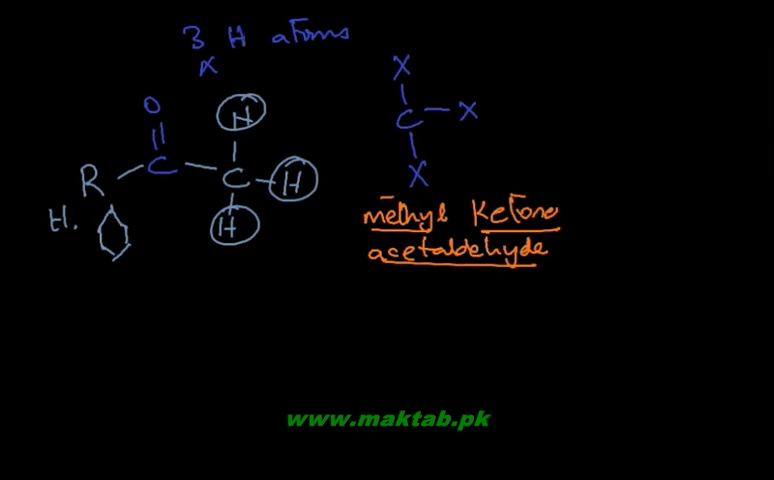 3 H atoms
α
X
C — X
X
O
||
R — C — C — H
H
H
H.
methyl Ketone
acetaldehyde
www.maktab.pk